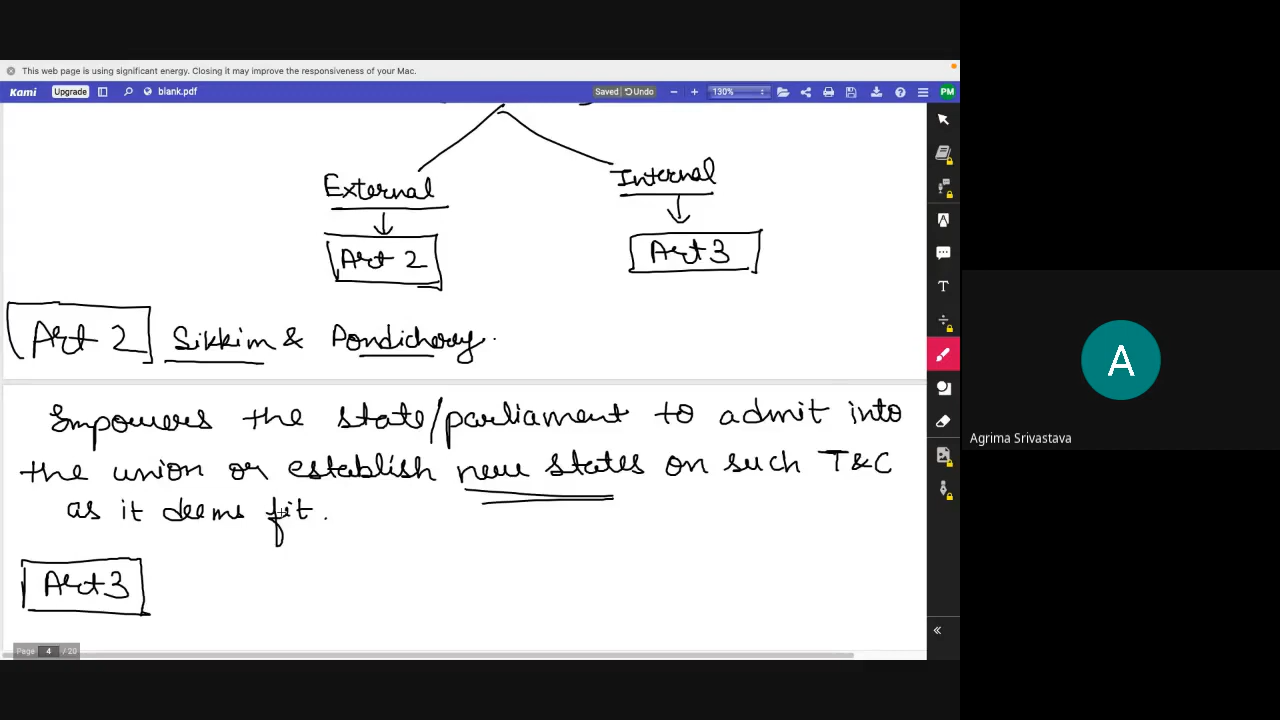 This web page is using significant energy. Closing it may improve the responsiveness of your Mac.
Kami Upgrade blank.pdf Saved Undo 130% PM
External Internal
Art 2 Art 3
Art 2 Sikkim & Pondicherry.
Empowers the state/parliament to admit into
the union or establish new states on such T&C
as it deems fit.
Art 3
Page 4 / 20
A
Agrima Srivastava